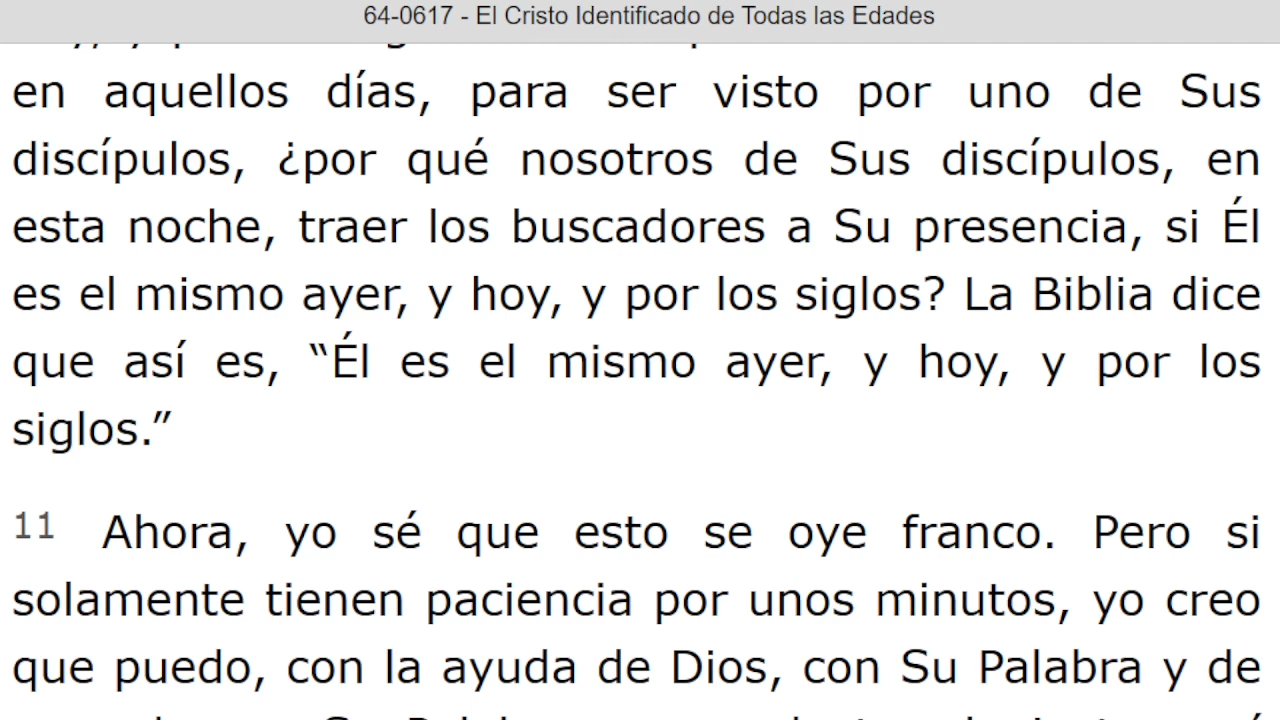 64-0617 - El Cristo Identificado de Todas las Edades
en aquellos días, para ser visto por uno de Sus
discípulos, ¿por qué nosotros de Sus discípulos, en
esta noche, traer los buscadores a Su presencia, si Él
es el mismo ayer, y hoy, y por los siglos? La Biblia dice
que así es, “Él es el mismo ayer, y hoy, y por los
siglos.”
11 Ahora, yo sé que esto se oye franco. Pero si
solamente tienen paciencia por unos minutos, yo creo
que puedo, con la ayuda de Dios, con Su Palabra y de